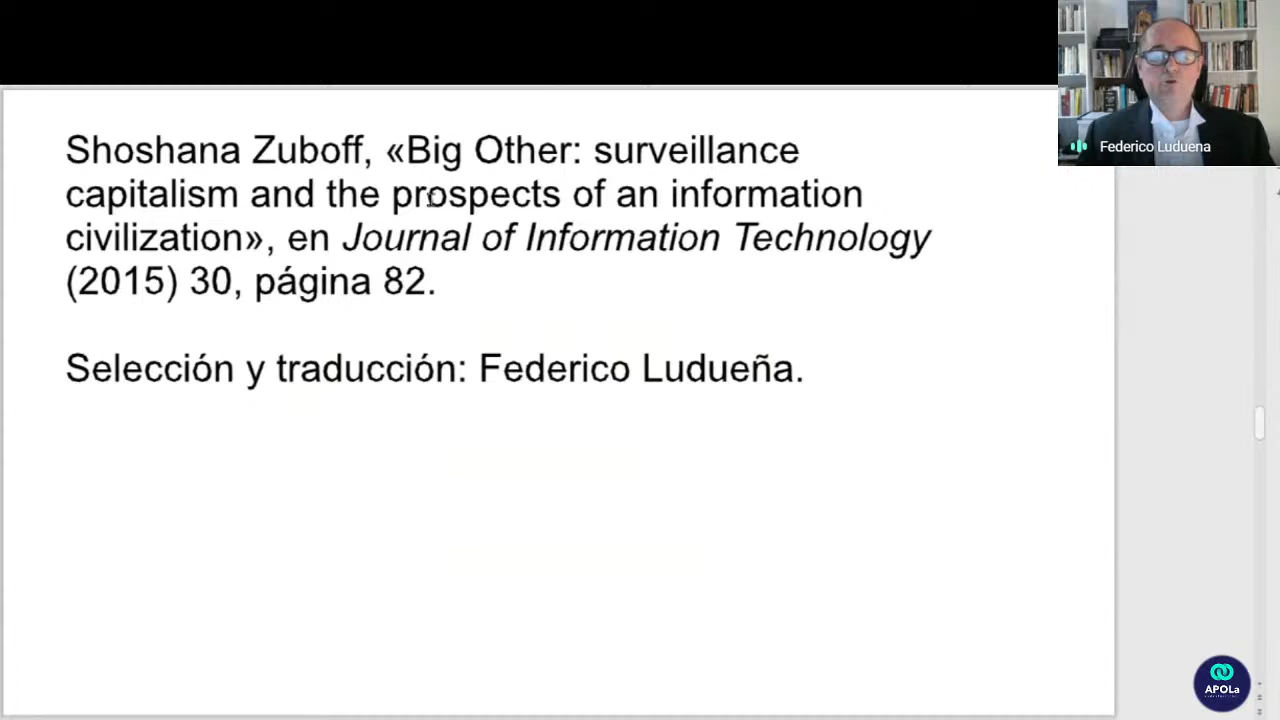 Shoshana Zuboff, «Big Other: surveillance
capitalism and the prospects of an information
civilization», en Journal of Information Technology
(2015) 30, página 82.
Selección y traducción: Federico Ludueña.
Federico Luduena
APOLa